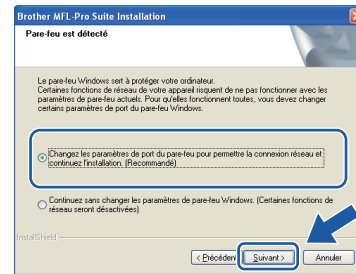 Brother MFL-Pro Suite Installation
Pare-feu est détecté
Le pare-feu Windows sert à protéger votre ordinateur.
Certaines fonctions de réseau de votre appareil risquent de ne pas fonctionner avec les
paramètres de pare-feu actuels. Pour qu'elles fonctionnent toutes, vous devez changer
certains paramètres de port du pare-feu Windows.
Changez les paramètres de port du pare-feu pour permettre la connexion réseau et
continuez l'installation. (Recommandé)
Continuez sans changer les paramètres de pare-feu Windows. (Certaines fonctions de
réseau seront désactivées)
InstallShield
< Précédent
Suivant >
Annuler